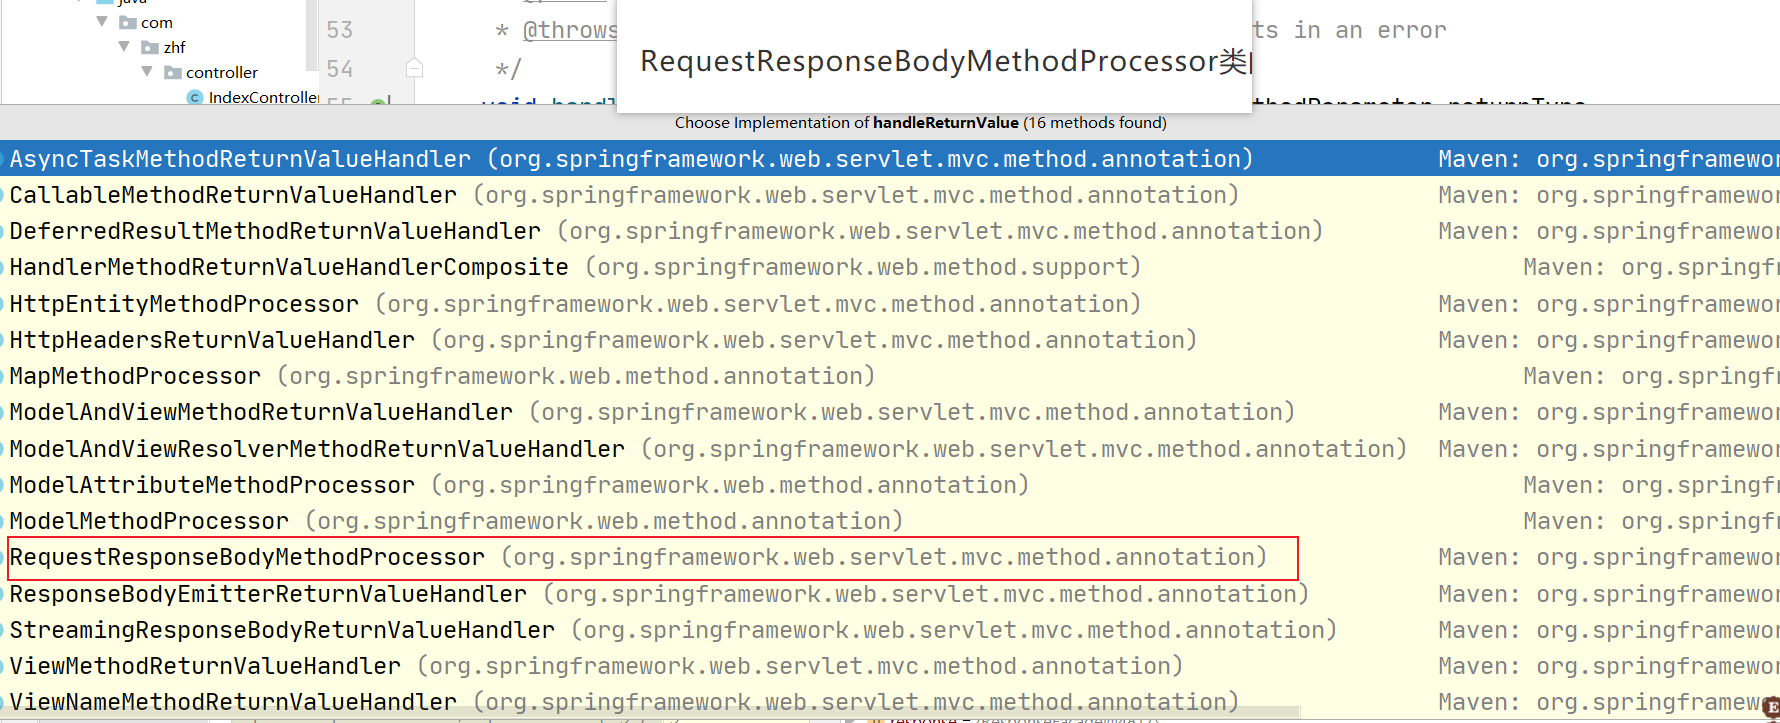 java
com
zhf
controller
IndexController
53 * @throws ts in an error
54 */
55 void handl thodParameter returnType
RequestResponseBodyMethodProcessor类
Choose Implementation of handleReturnValue (16 methods found)
AsyncTaskMethodReturnValueHandler (org.springframework.web.servlet.mvc.method.annotation) Maven: org.springframewor
CallableMethodReturnValueHandler (org.springframework.web.servlet.mvc.method.annotation) Maven: org.springframewor
DeferredResultMethodReturnValueHandler (org.springframework.web.servlet.mvc.method.annotation) Maven: org.springframewor
HandlerMethodReturnValueHandlerComposite (org.springframework.web.method.support) Maven: org.springfr
HttpEntityMethodProcessor (org.springframework.web.servlet.mvc.method.annotation) Maven: org.springframewor
HttpHeadersReturnValueHandler (org.springframework.web.servlet.mvc.method.annotation) Maven: org.springframewor
MapMethodProcessor (org.springframework.web.method.annotation) Maven: org.springfr
ModelAndViewMethodReturnValueHandler (org.springframework.web.servlet.mvc.method.annotation) Maven: org.springframewor
ModelAndViewResolverMethodReturnValueHandler (org.springframework.web.servlet.mvc.method.annotation) Maven: org.springframewor
ModelAttributeMethodProcessor (org.springframework.web.method.annotation) Maven: org.springfr
ModelMethodProcessor (org.springframework.web.method.annotation) Maven: org.springfr
RequestResponseBodyMethodProcessor (org.springframework.web.servlet.mvc.method.annotation) Maven: org.springframewor
ResponseBodyEmitterReturnValueHandler (org.springframework.web.servlet.mvc.method.annotation) Maven: org.springframewor
StreamingResponseBodyReturnValueHandler (org.springframework.web.servlet.mvc.method.annotation) Maven: org.springframewor
ViewMethodReturnValueHandler (org.springframework.web.servlet.mvc.method.annotation) Maven: org.springframewor
ViewNameMethodReturnValueHandler (org.springframework.web.servlet.mvc.method.annotation) Maven: org.springframewor